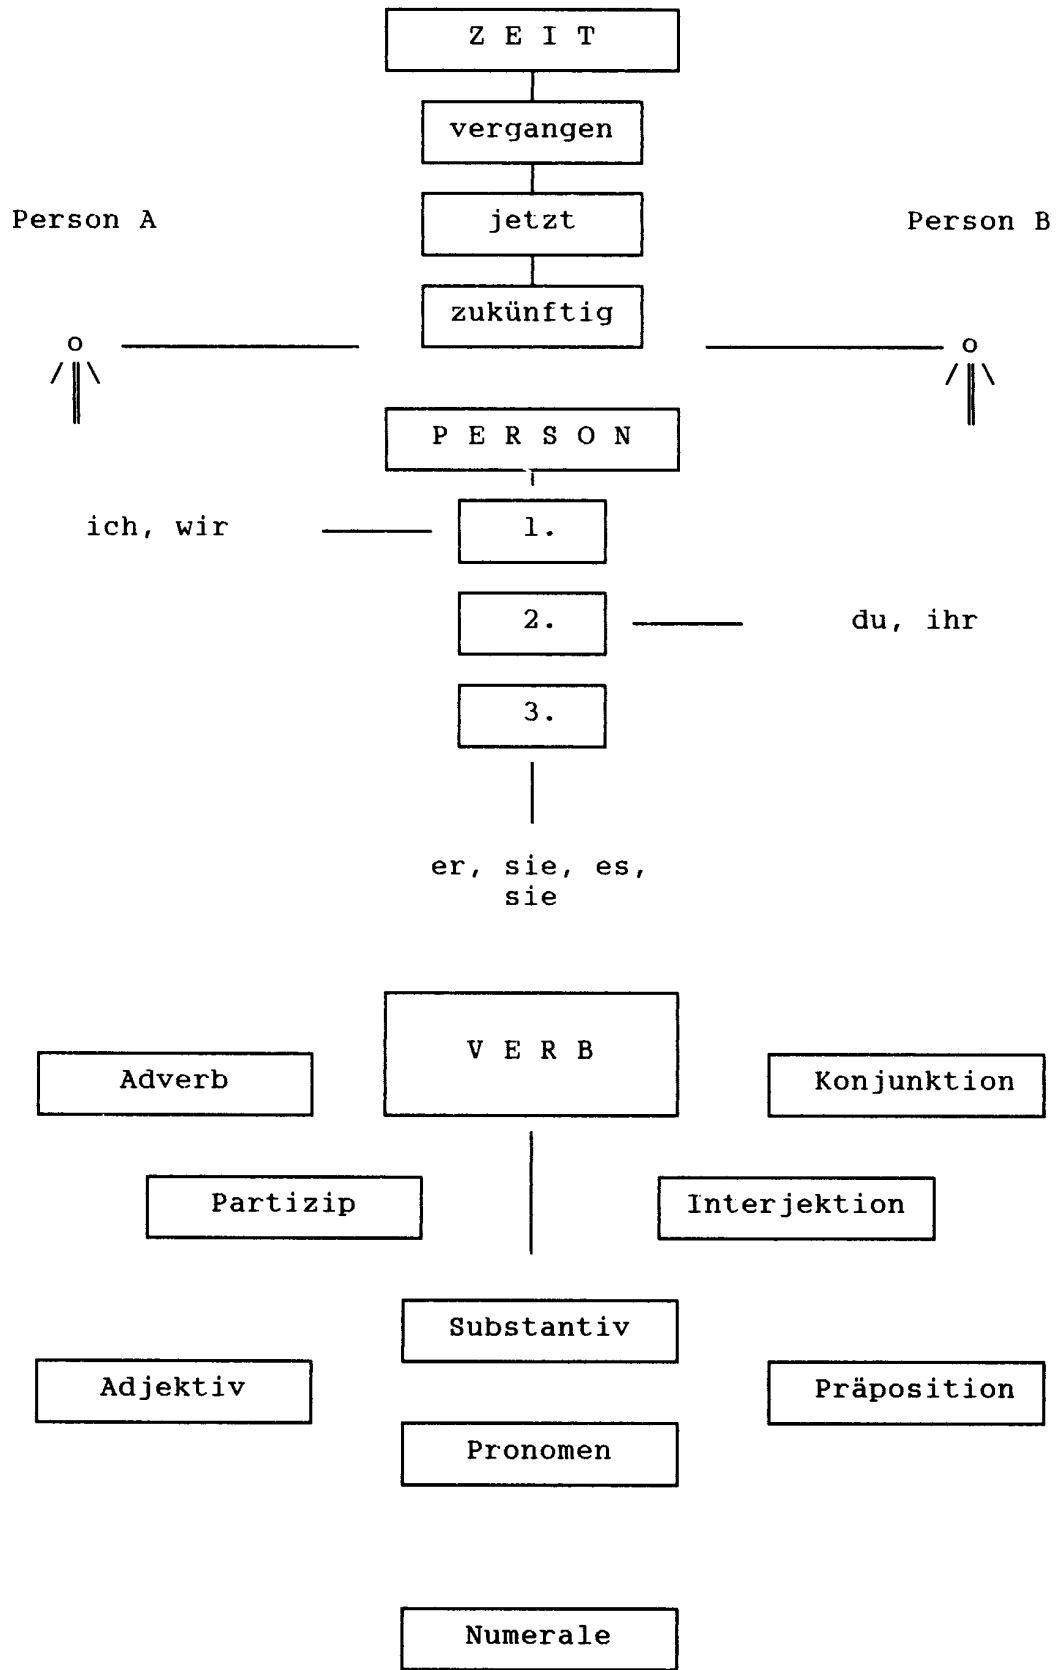 Z E I T
vergangen
Person A
jetzt
Person B
zukünftig
P E R S O N
ich, wir
1.
2.
du, ihr
3.
er, sie, es,
sie
V E R B
Adverb
Konjunktion
Partizip
Interjektion
Substantiv
Adjektiv
Präposition
Pronomen
Numerale